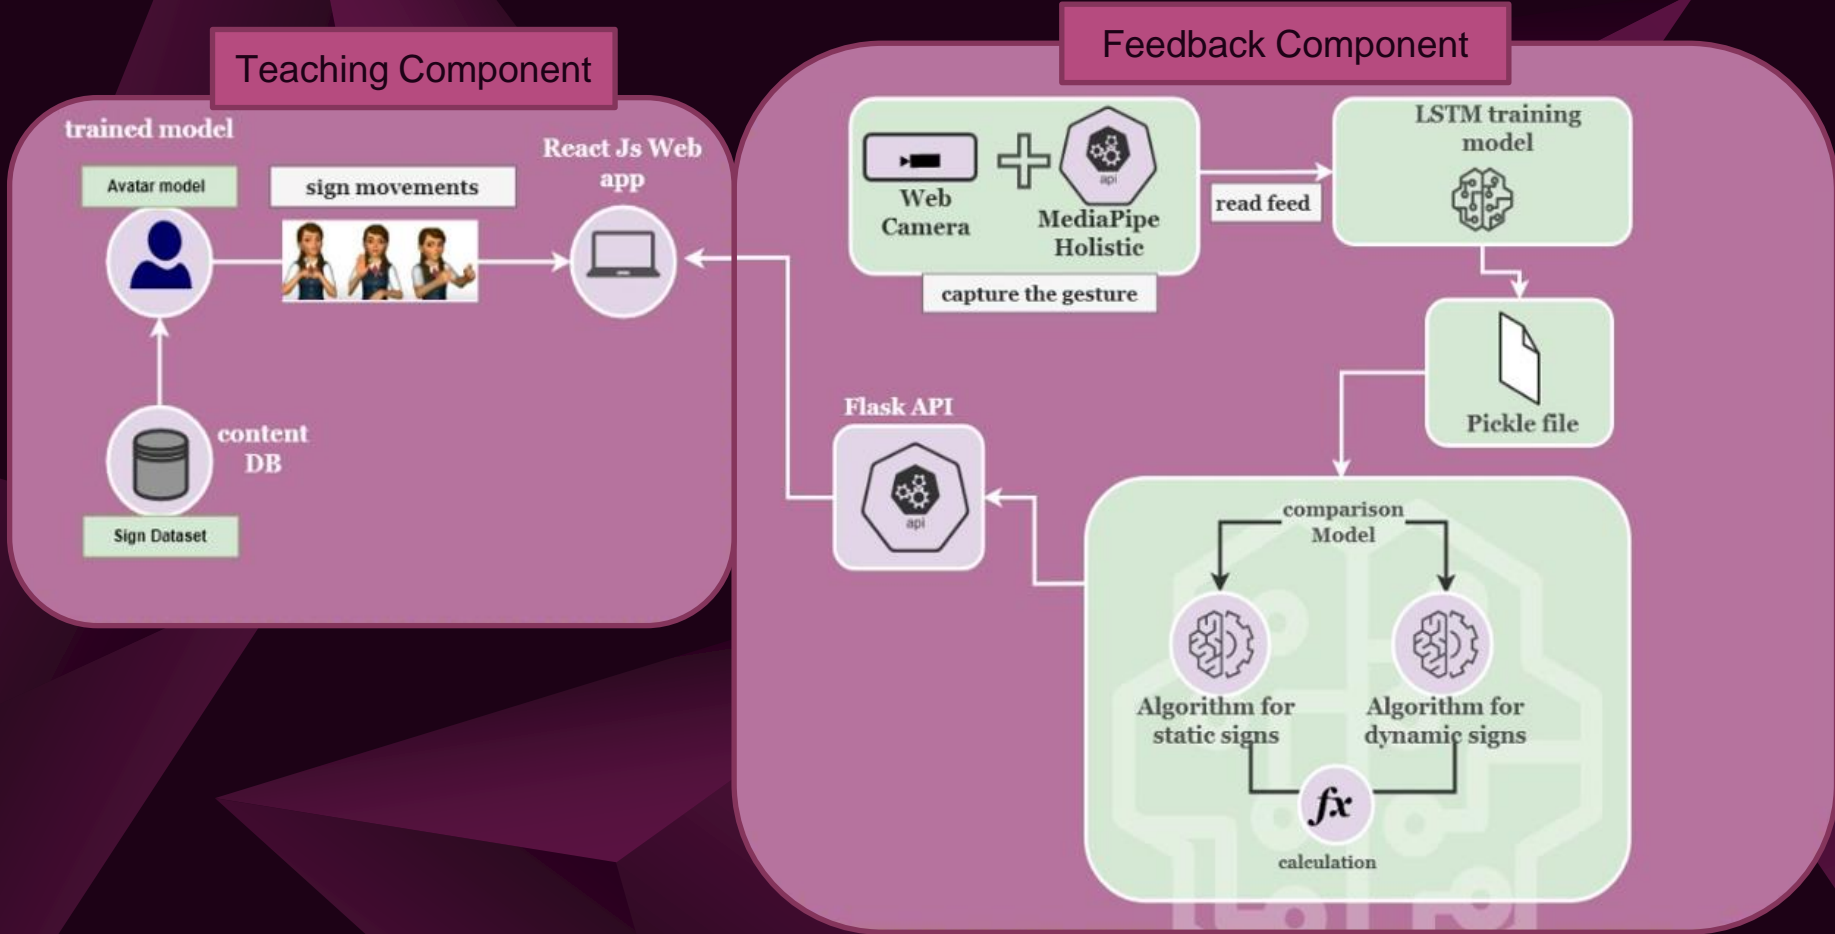 Teaching Component
trained model
Avatar model
sign movements
React Js Web
app
content
DB
Sign Dataset
Feedback Component
Web
Camera
api
MediaPipe
Holistic
capture the gesture
read feed
LSTM training
model
Pickle file
Flask API
api
comparison
Model
Algorithm for
static signs
Algorithm for
dynamic signs
fx
calculation